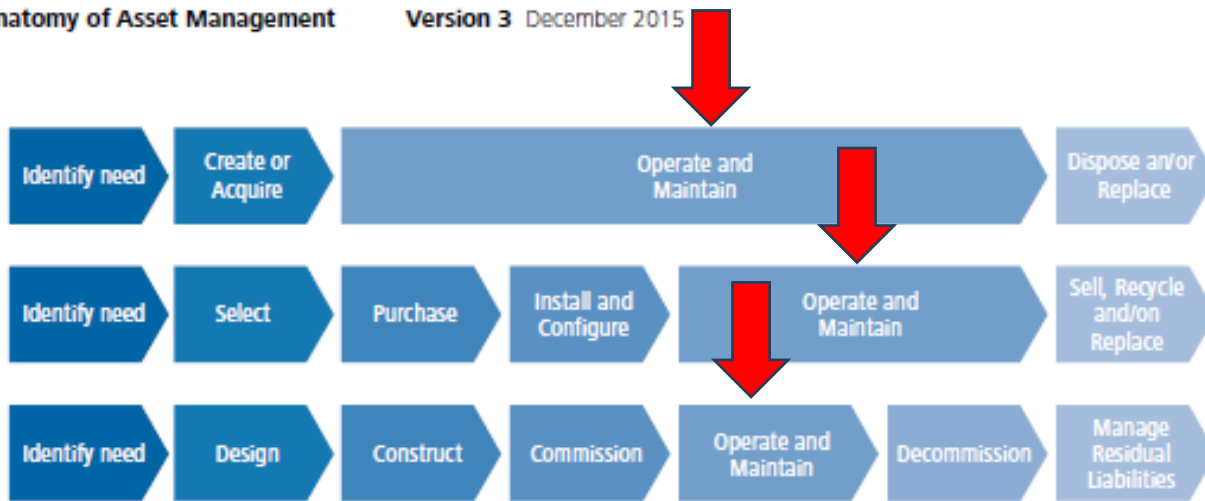 natomy of Asset Management Version 3 December 2015
Identify need
Create or
Acquire
Operate and
Maintain
Dispose an/or
Replace
Identify need
Select
Purchase
Install and
Configure
Operate and
Maintain
Sell, Recycle
and/on
Replace
Identify need
Design
Construct
Commission
Operate and
Maintain
Decommission
Manage
Residual
Liabilities